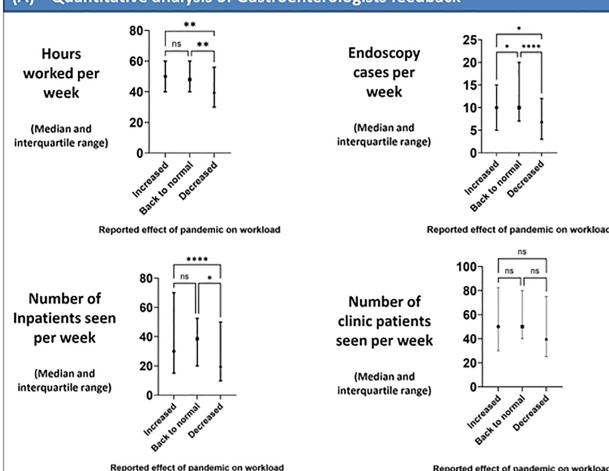 (A) Quantitative analysis of Gastroenterologists feedback
Hours
worked per
week
(Median and
interquartile range)
80
60
40
20
0
**
ns
**
Increased
Back to normal
Decreased
Reported effect of pandemic on workload
Endoscopy
cases per
week
(Median and
interquartile range)
25
20
15
10
5
0
*
*
****
Increased
Back to normal
Decreased
Reported effect of pandemic on workload
Number of
Inpatients seen
per week
(Median and
interquartile range)
80
60
40
20
0
****
ns
*
Increased
Back to normal
Decreased
Reported effect of pandemic on workload
Number of
clinic patients
seen per week
(Median and
interquartile range)
100
80
60
40
20
0
ns
ns
ns
Increased
Back to normal
Decreased
Reported effect of pandemic on workload